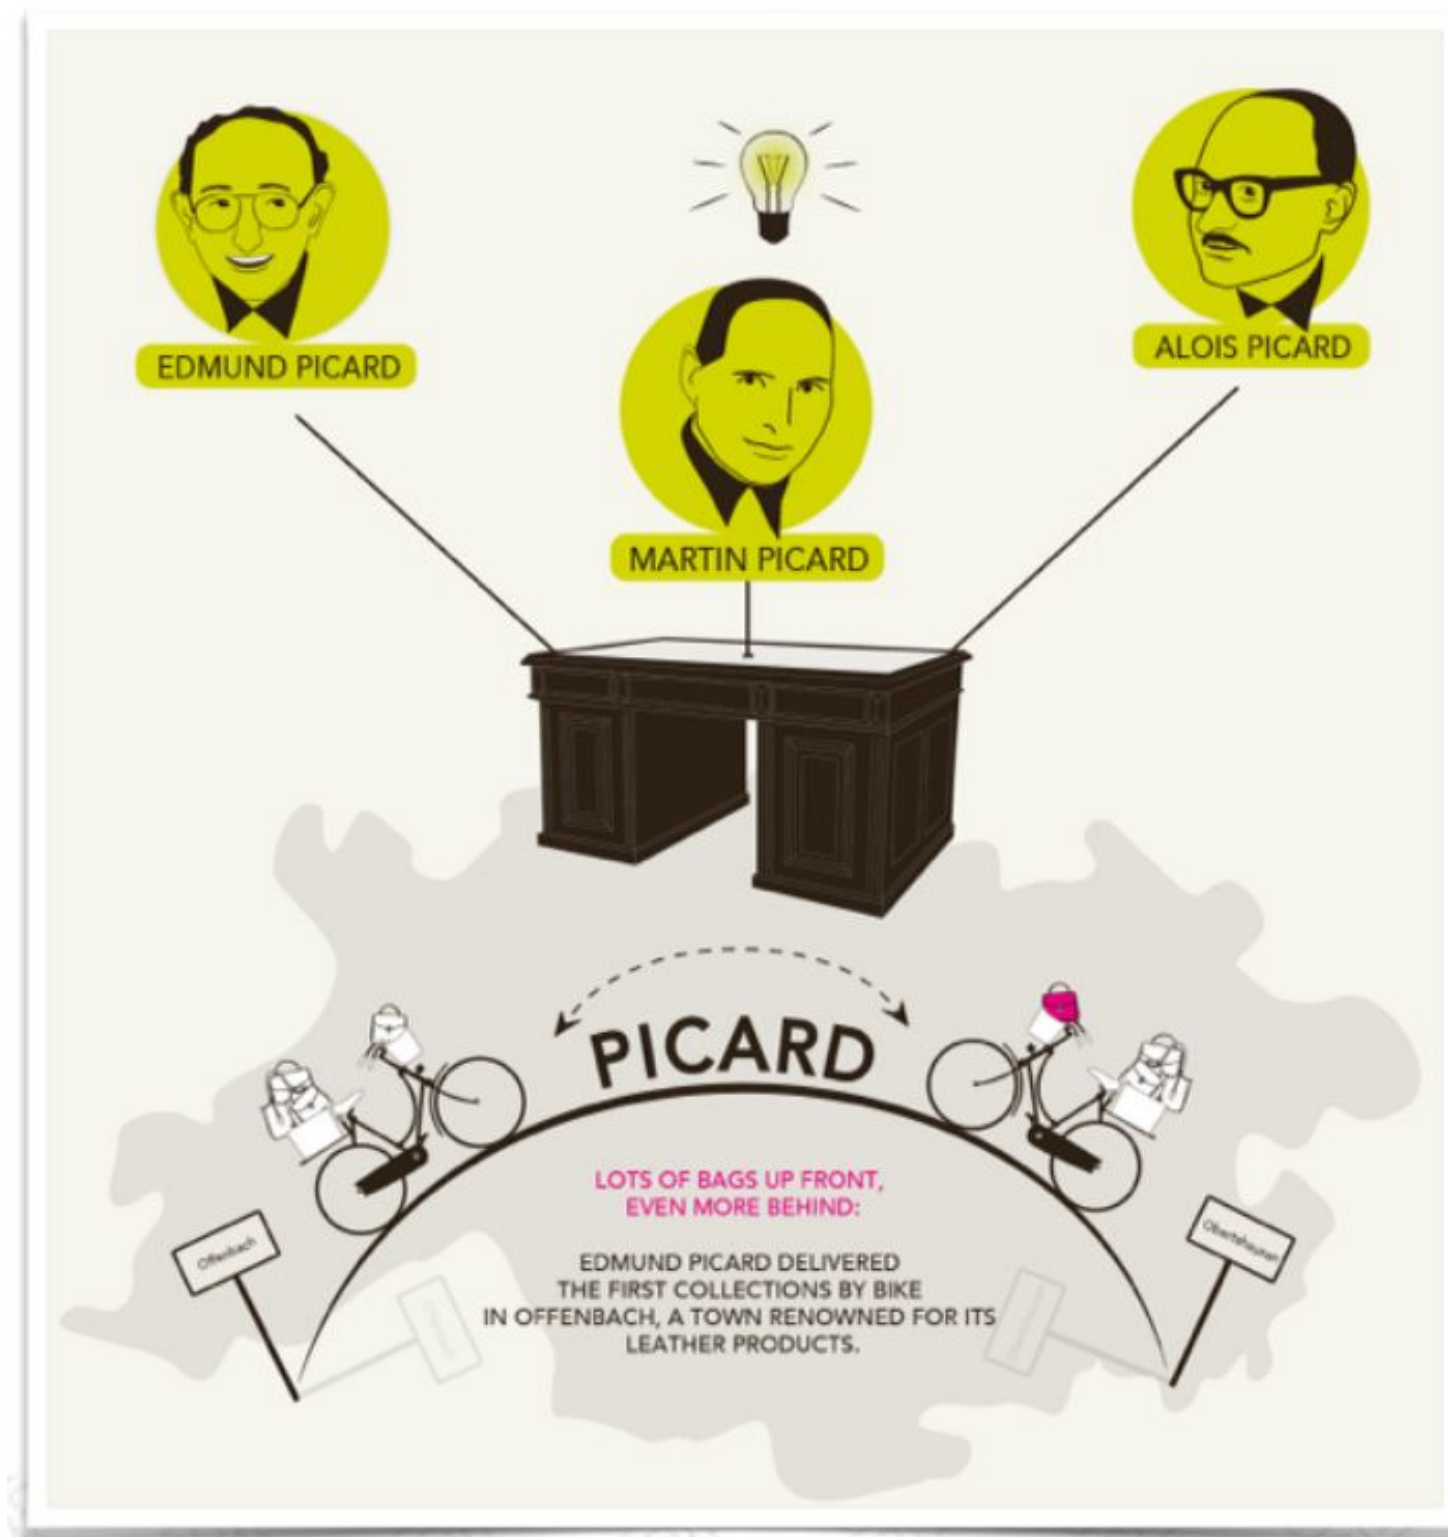 EDMUND PICARD
ALOIS PICARD
MARTIN PICARD
PICARD
LOTS OF BAGS UP FRONT,
EVEN MORE BEHIND:
EDMUND PICARD DELIVERED
THE FIRST COLLECTIONS BY BIKE
IN OFFENBACH, A TOWN RENOWNED FOR ITS
LEATHER PRODUCTS.
Offenbach
Obertshausen